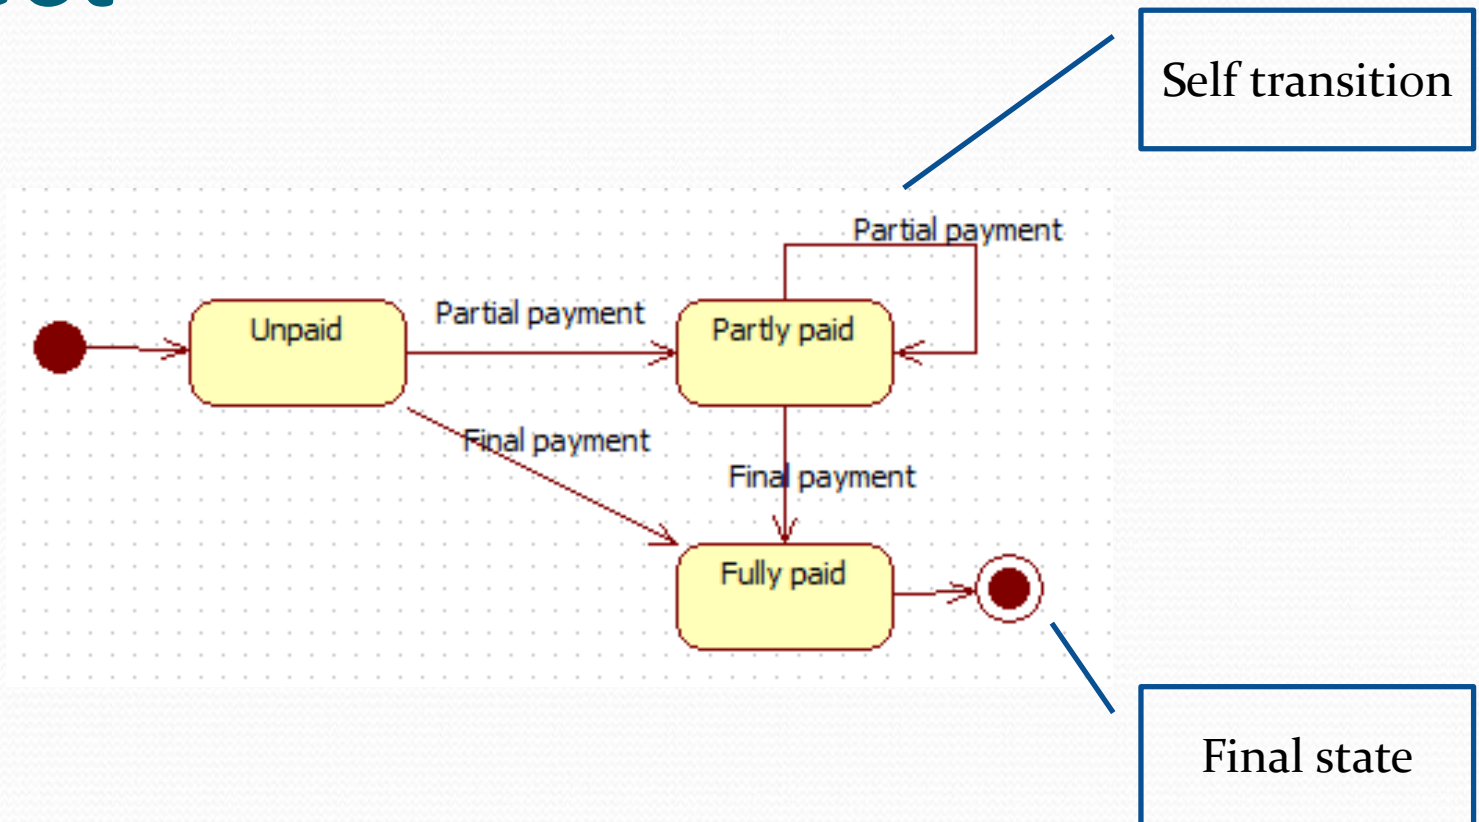 Self transition
Partial payment
Partial payment
Unpaid
Partly paid
Final payment
Final payment
Fully paid
Final state